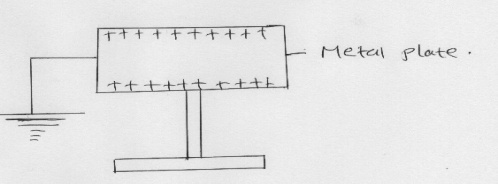 + + + + + + + + + +
Metal plate.
+ + + + + + + + + + +